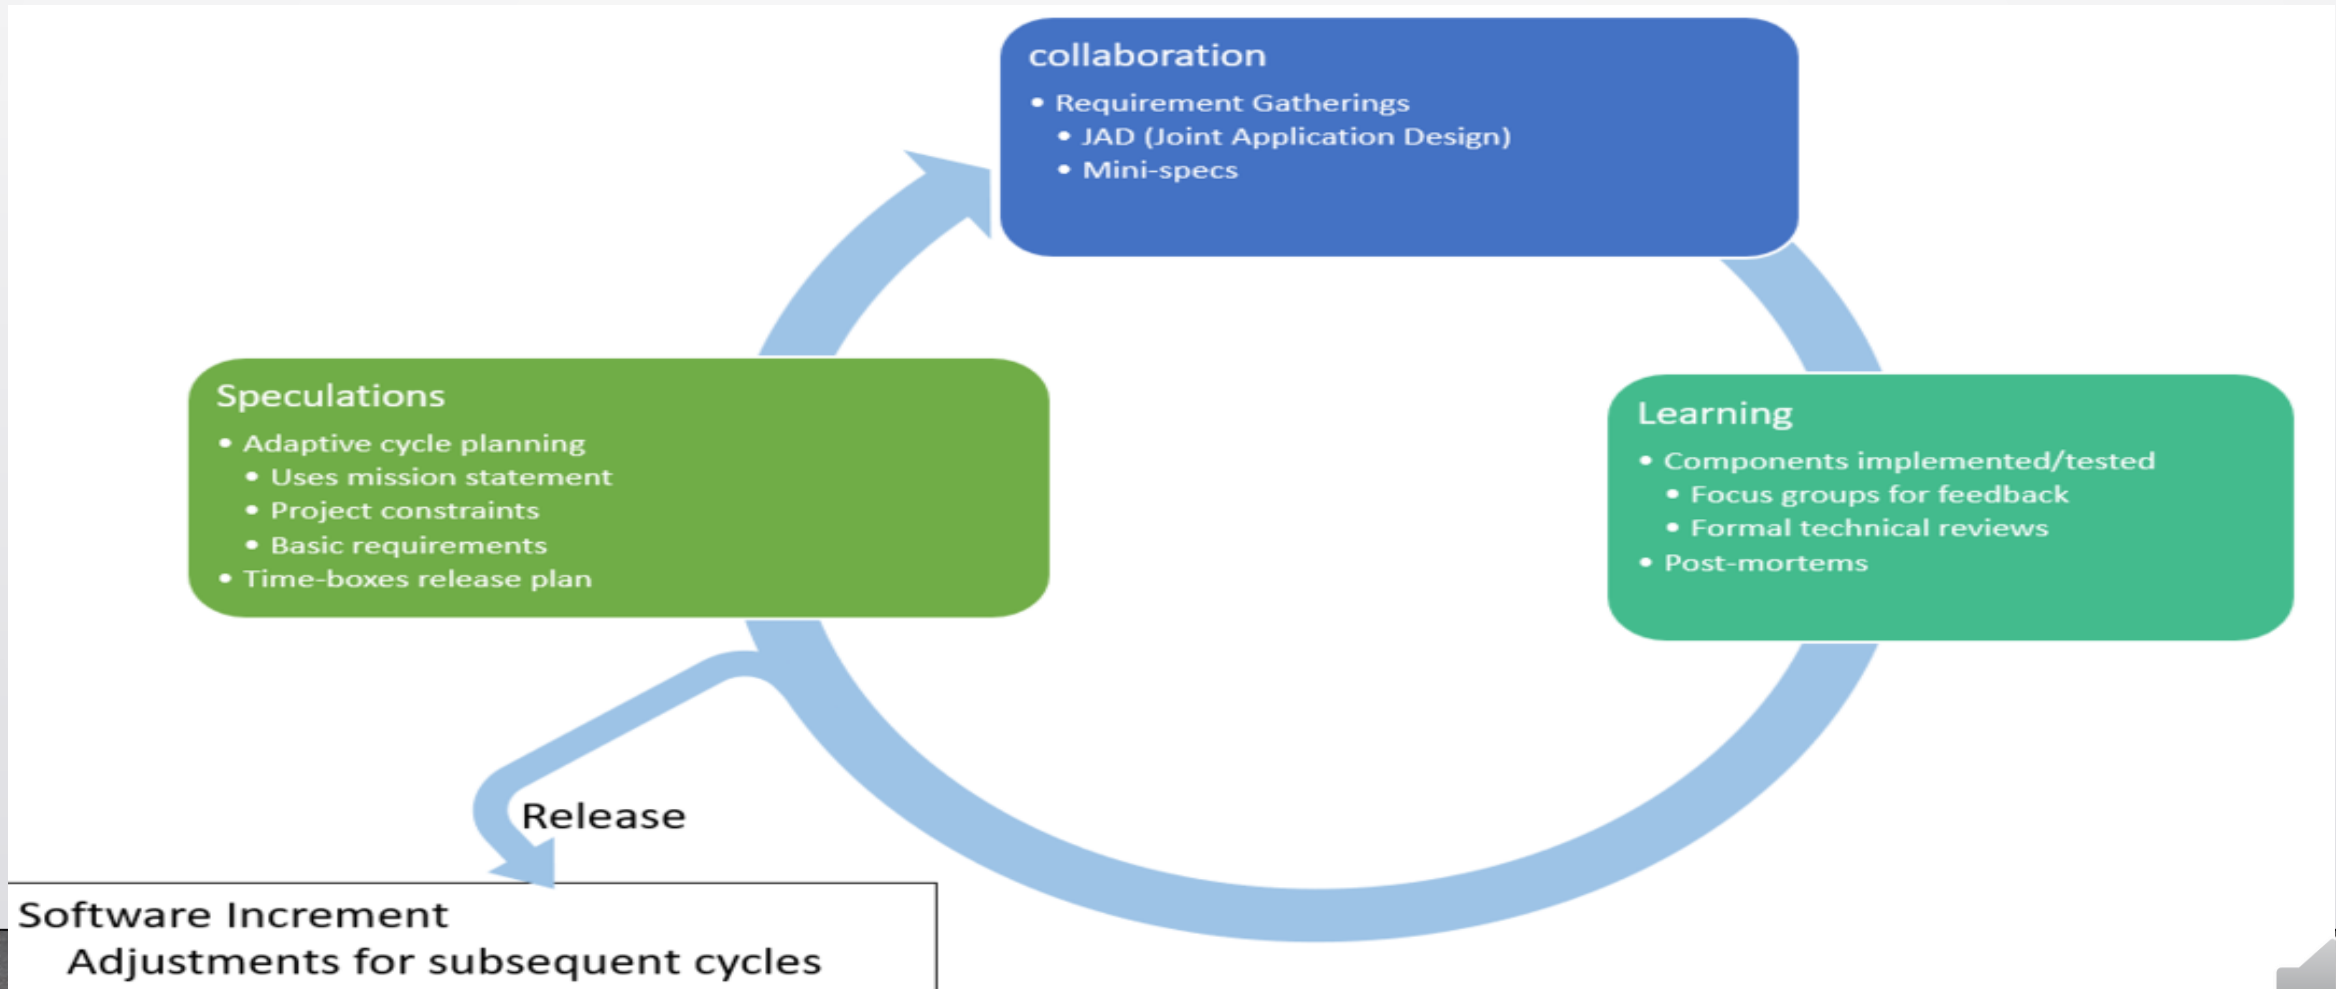 collaboration
• Requirement Gatherings
• JAD (Joint Application Design)
• Mini-specs
Speculations
• Adaptive cycle planning
• Uses mission statement
• Project constraints
• Basic requirements
• Time-boxes release plan
Learning
• Components implemented/tested
• Focus groups for feedback
• Formal technical reviews
• Post-mortems
Release
Software Increment
Adjustments for subsequent cycles